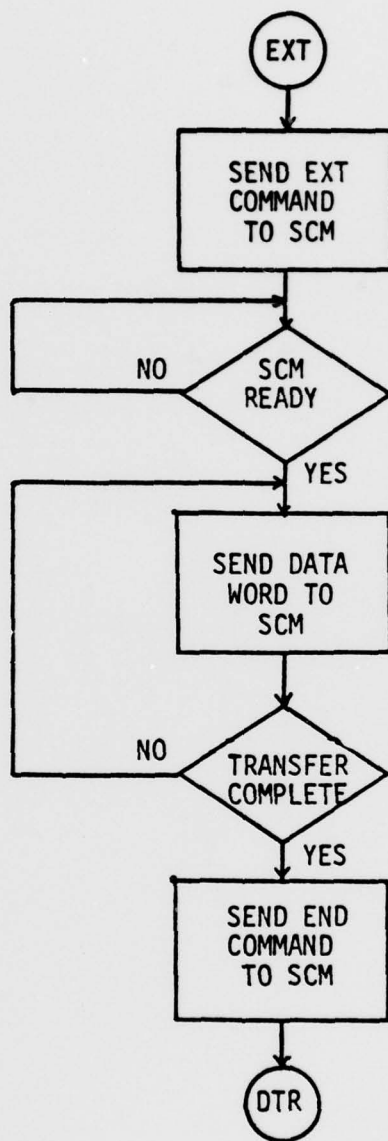 EXT
SEND EXT
COMMAND
TO SCM
NO
SCM
READY
YES
SEND DATA
WORD TO
SCM
NO
TRANSFER
COMPLETE
YES
SEND END
COMMAND
TO SCM
DTR